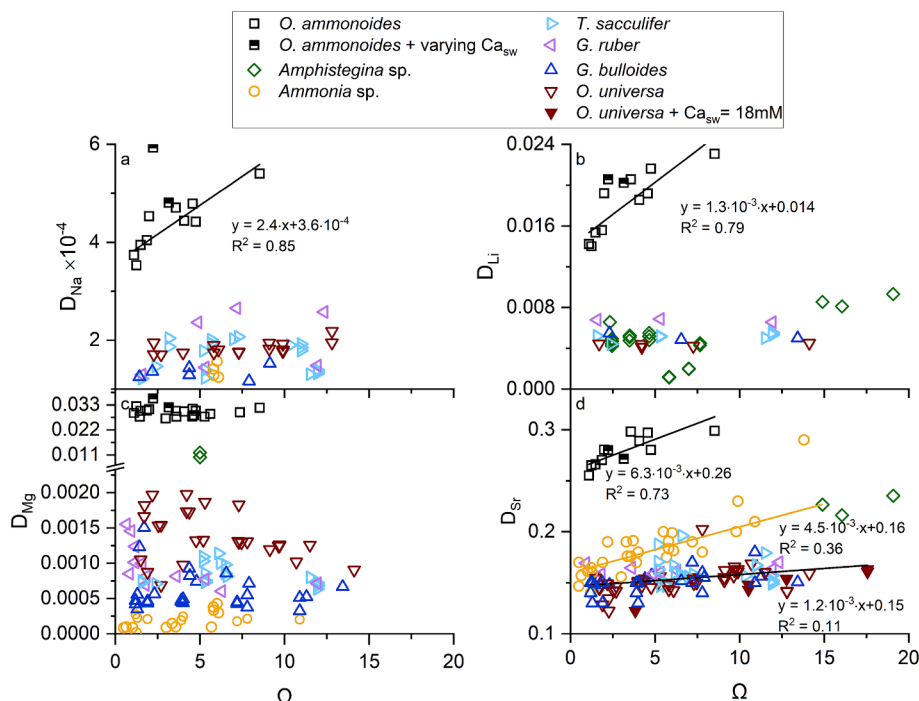 O. ammonoides
O. ammonoides + varying Ca_sw
Amphistegina sp.
Ammonia sp.
T. sacculifer
G. ruber
G. bulloides
O. universa
O. universa + Ca_sw= 18mM
a
6
4
2
D_Na ×10⁻⁴
y = 2.4·x+3.6·10⁻⁴
R² = 0.85
b
0.024
0.016
0.008
0.000
D_Li
y = 1.3·10⁻³·x+0.014
R² = 0.79
c
0.033
0.022
0.011
0.0020
0.0015
0.0010
0.0005
0.0000
D_Mg
0 5 10 15 20
Ω
d
0.3
0.2
0.1
D_Sr
y = 6.3·10⁻³·x+0.26
R² = 0.73
y = 4.5·10⁻³·x+0.16
R² = 0.36
y = 1.2·10⁻³·x+0.15
R² = 0.11
0 5 10 15 20
Ω